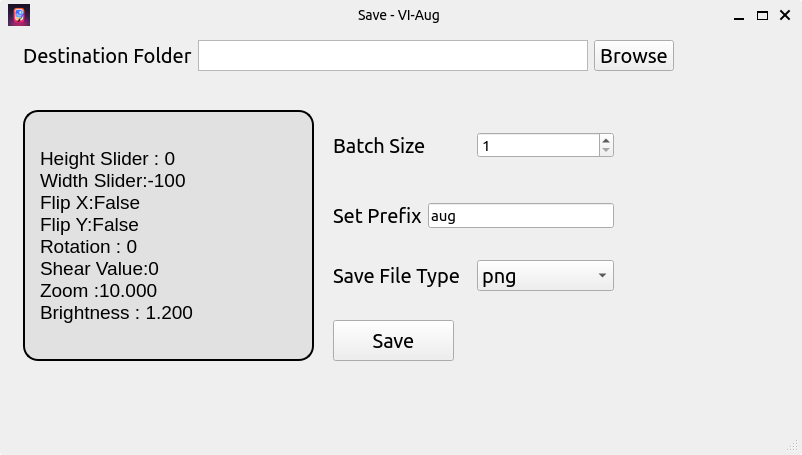 Save - VI-Aug
Destination Folder
Browse
Height Slider : 0
Width Slider:-100
Flip X:False
Flip Y:False
Rotation : 0
Shear Value:0
Zoom :10.000
Brightness : 1.200
Batch Size 1
Set Prefix aug
Save File Type png
Save